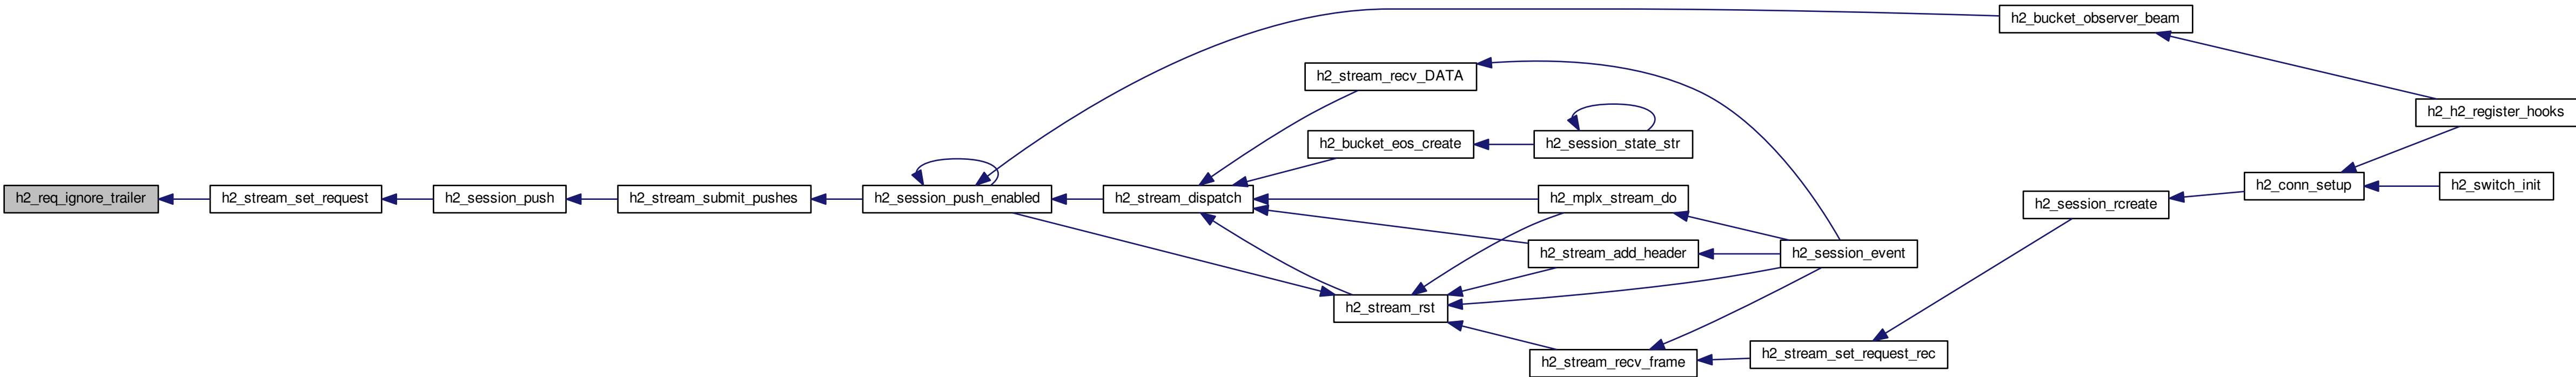 h2_req_ignore_trailer
h2_stream_set_request
h2_session_push
h2_stream_submit_pushes
h2_session_push_enabled
h2_stream_dispatch
h2_stream_recv_DATA
h2_bucket_eos_create
h2_session_state_str
h2_mplx_stream_do
h2_stream_add_header
h2_session_event
h2_stream_rst
h2_stream_recv_frame
h2_stream_set_request_rec
h2_session_rcreate
h2_conn_setup
h2_switch_init
h2_bucket_observer_beam
h2_h2_register_hooks